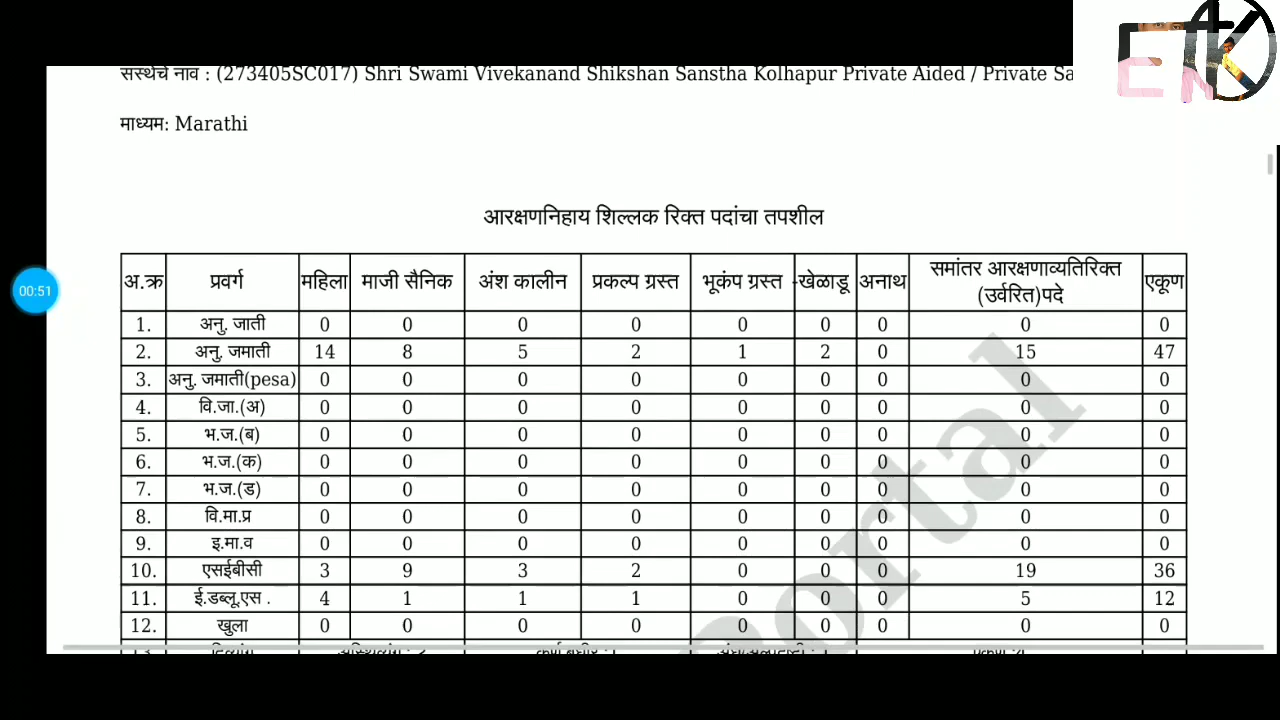 संस्थेचे नाव : (273405SC017) Shri Swami Vivekanand Shikshan Sanstha Kolhapur Private Aided / Private
माध्यम: Marathi
आरक्षणनिहाय शिल्लक रिक्त पदांचा तपशील
अ.क्र प्रवर्ग महिला माजी सैनिक अंश कालीन प्रकल्प ग्रस्त भूकंप ग्रस्त खेळाडू अनाथ समांतर आरक्षणाव्यतिरिक्त (उर्वरित)पदे एकूण
1. अनु. जाती 0 0 0 0 0 0 0 0 0
2. अनु. जमाती 14 8 5 2 1 2 0 15 47
3. अनु. जमाती(pesa) 0 0 0 0 0 0 0 0 0
4. वि.जा.(अ) 0 0 0 0 0 0 0 0 0
5. भ.ज.(ब) 0 0 0 0 0 0 0 0 0
6. भ.ज.(क) 0 0 0 0 0 0 0 0 0
7. भ.ज.(ड) 0 0 0 0 0 0 0 0 0
8. वि.मा.प्र 0 0 0 0 0 0 0 0 0
9. इ.मा.व 0 0 0 0 0 0 0 0 0
10. एसईबीसी 3 9 3 2 0 0 0 19 36
11. ई.डब्लू.एस . 4 1 1 1 0 0 0 5 12
12. खुला 0 0 0 0 0 0 0 0 0
00:51
Portal